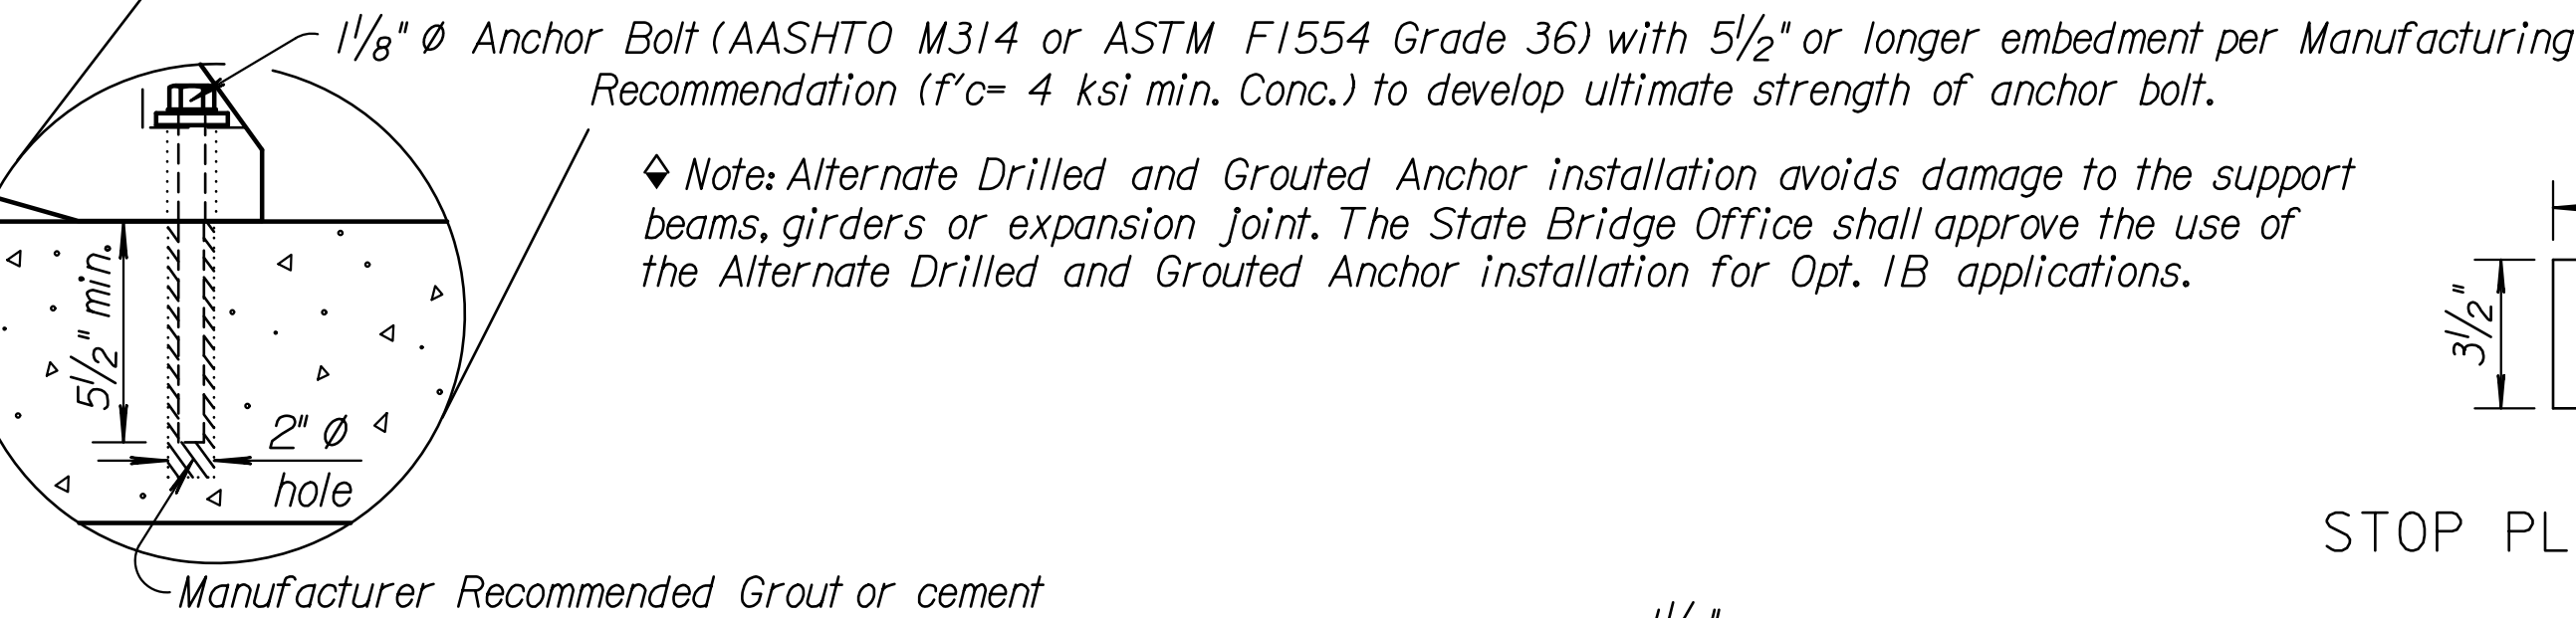 1 1/8" Ø Anchor Bolt (AASHTO M314 or ASTM F1554 Grade 36) with 5 1/2" or longer embedment per Manufacturing
Recommendation (f'c= 4 ksi min. Conc.) to develop ultimate strength of anchor bolt.
Note: Alternate Drilled and Grouted Anchor installation avoids damage to the support
beams, girders or expansion joint. The State Bridge Office shall approve the use of
the Alternate Drilled and Grouted Anchor installation for Opt. 1B applications.
5 1/2" min.
2" Ø
hole
3 1/2"
STOP PL
Manufacturer Recommended Grout or cement